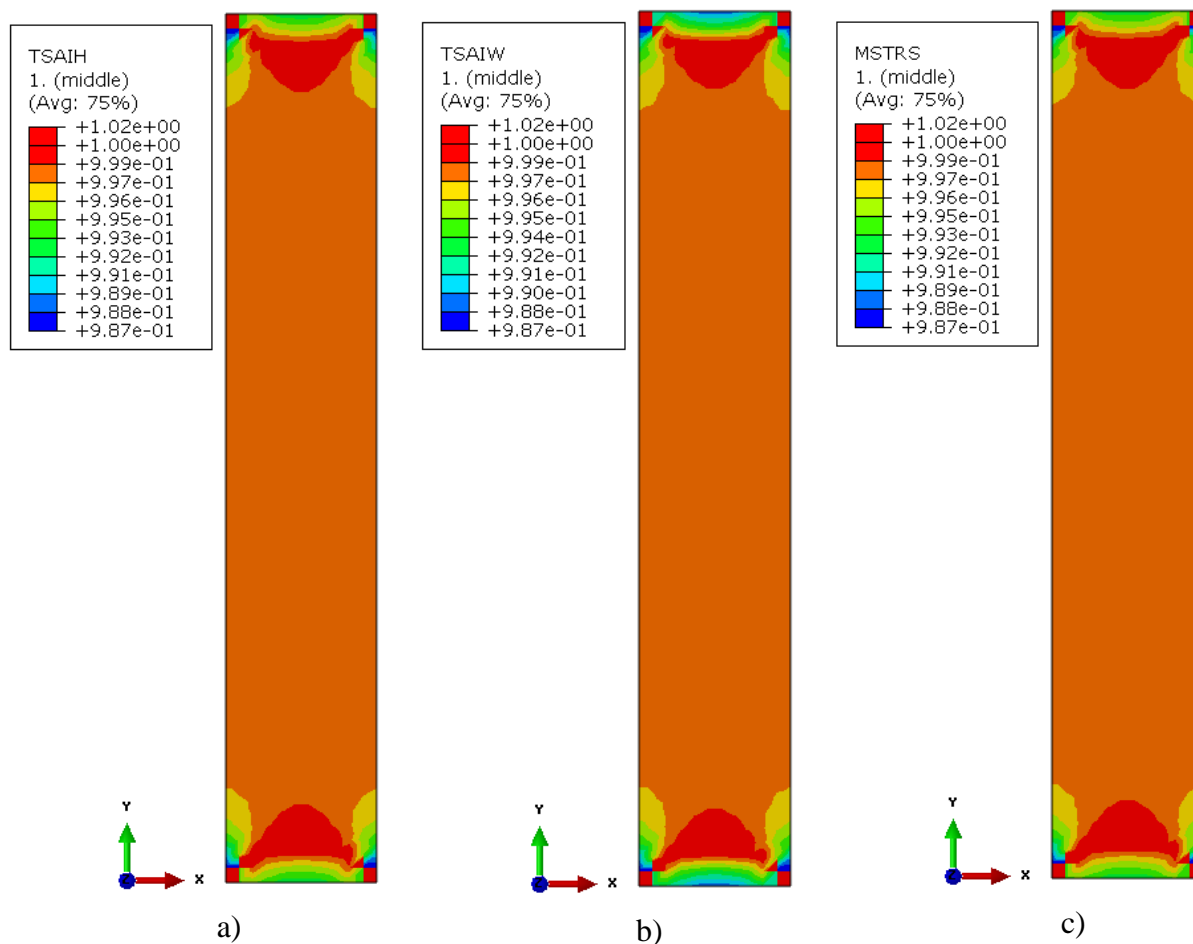 TSAIH
1. (middle)
(Avg: 75%)
+1.02e+00
+1.00e+00
+9.99e-01
+9.97e-01
+9.96e-01
+9.95e-01
+9.93e-01
+9.92e-01
+9.91e-01
+9.89e-01
+9.88e-01
+9.87e-01
Y
Z
X
a)
TSAIW
1. (middle)
(Avg: 75%)
+1.02e+00
+1.00e+00
+9.99e-01
+9.97e-01
+9.96e-01
+9.95e-01
+9.94e-01
+9.92e-01
+9.91e-01
+9.90e-01
+9.88e-01
+9.87e-01
Y
Z
X
b)
MSTRS
1. (middle)
(Avg: 75%)
+1.02e+00
+1.00e+00
+9.99e-01
+9.97e-01
+9.96e-01
+9.95e-01
+9.93e-01
+9.92e-01
+9.91e-01
+9.89e-01
+9.88e-01
+9.87e-01
Y
Z
X
c)